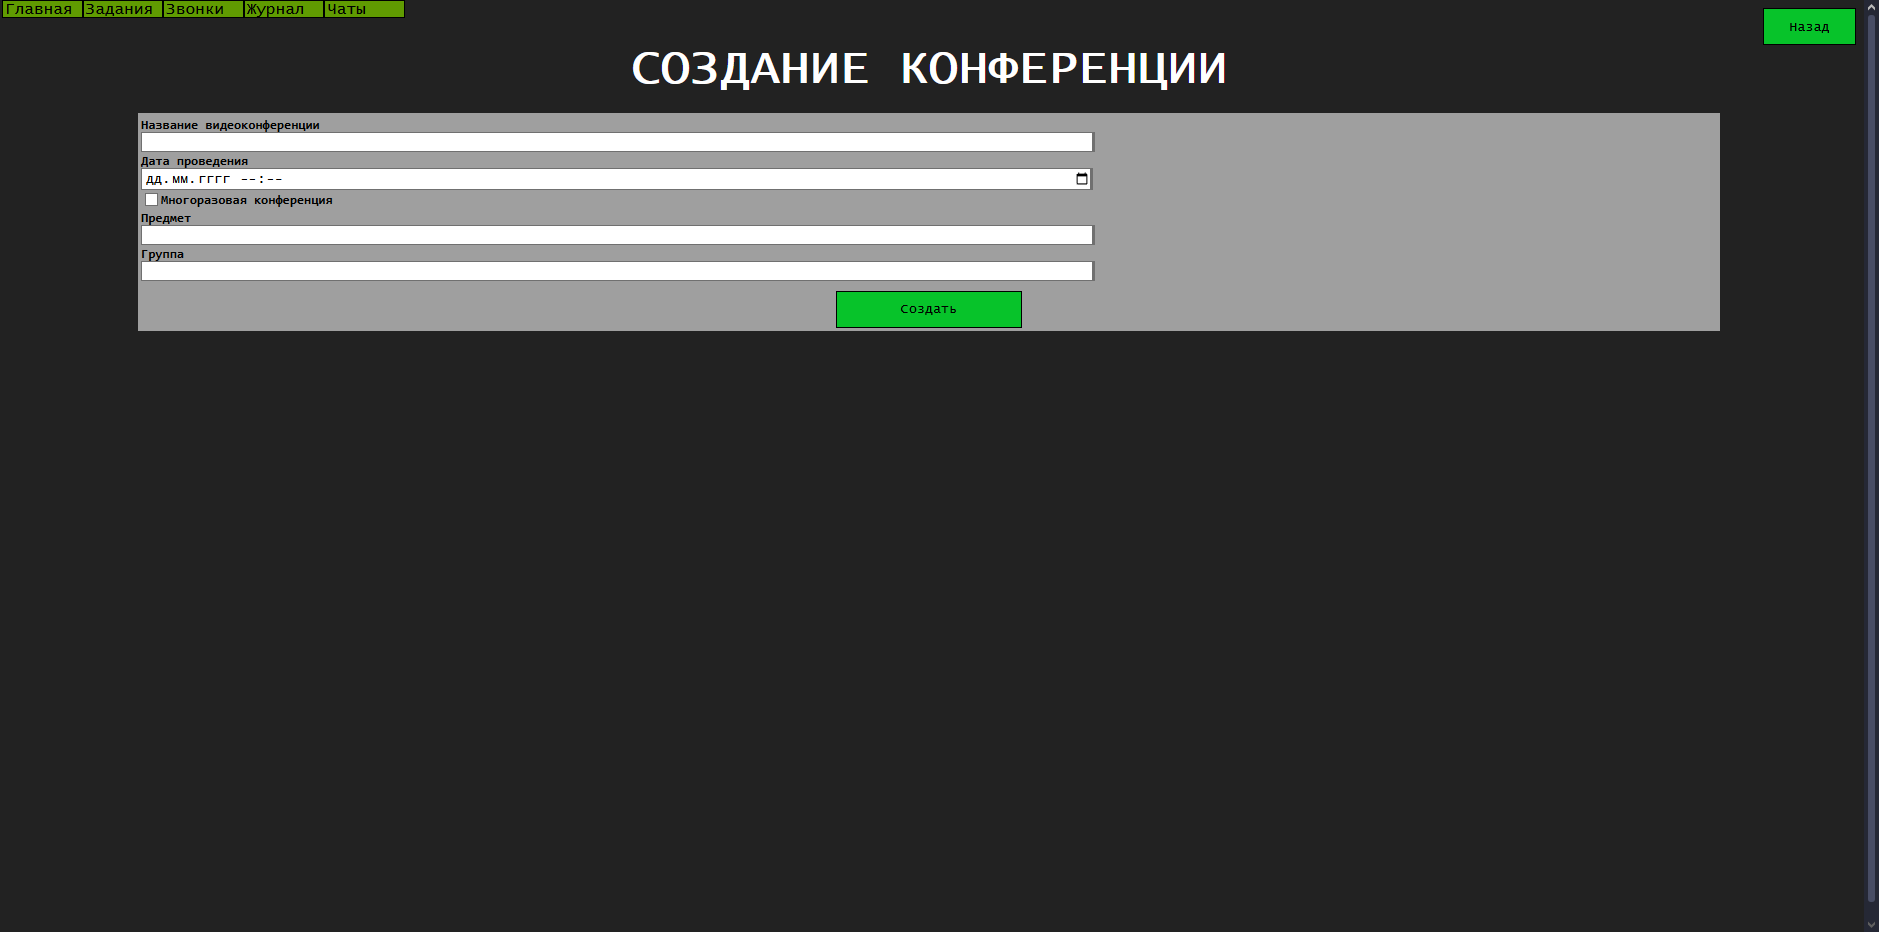 Главная Задания Звонки Журнал Чаты
Назад
СОЗДАНИЕ КОНФЕРЕНЦИИ
Название видеоконференции
Дата проведения
дд.мм.гггг --:--
Многоразовая конференция
Предмет
Группа
Создать